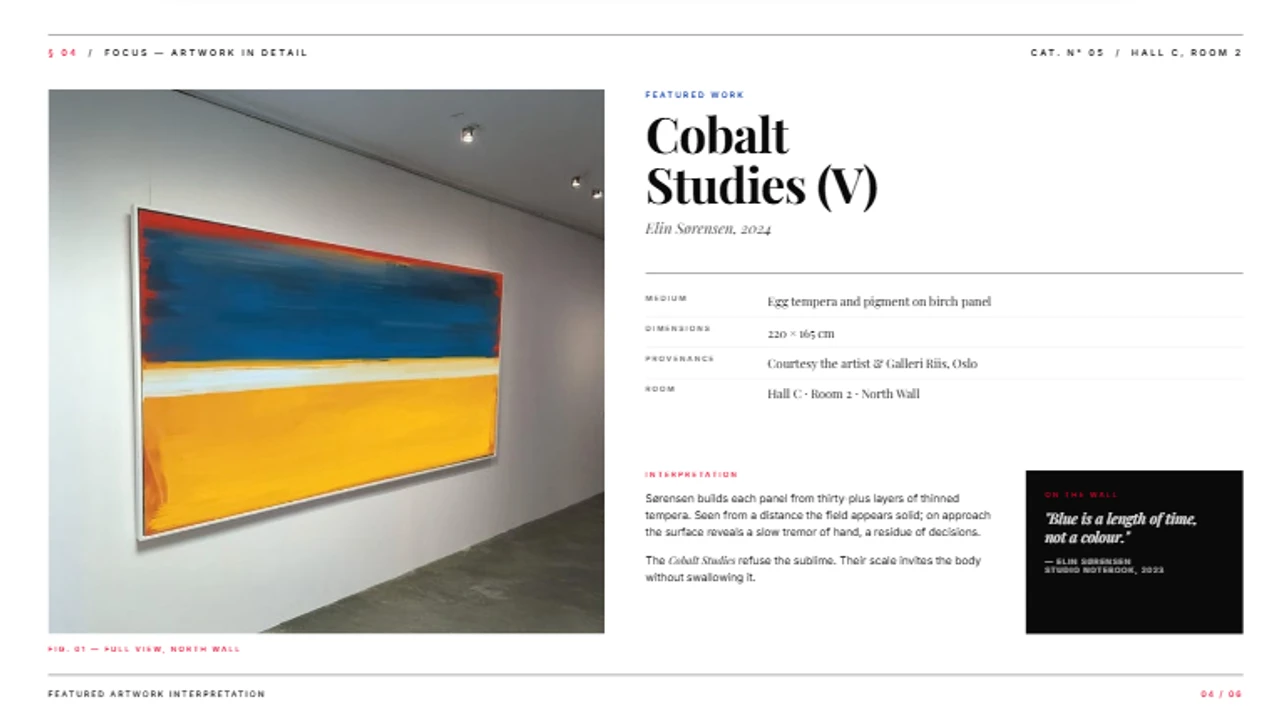 § 04 / FOCUS — ARTWORK IN DETAIL
CAT. N° 05 / HALL C, ROOM 2
FEATURED WORK
Cobalt
Studies (V)
Elin Sørensen, 2024
MEDIUM
Egg tempera and pigment on birch panel
DIMENSIONS
220 × 165 cm
PROVENANCE
Courtesy the artist & Galleri Riis, Oslo
ROOM
Hall C · Room 2 · North Wall
INTERPRETATION
Sørensen builds each panel from thirty-plus layers of thinned
tempera. Seen from a distance the field appears solid; on approach
the surface reveals a slow tremor of hand, a residue of decisions.
The Cobalt Studies refuse the sublime. Their scale invites the body
without swallowing it.
ON THE WALL
"Blue is a length of time,
not a colour."
— ELIN SØRENSEN
STUDIO NOTEBOOK, 2023
FIG. 01 — FULL VIEW, NORTH WALL
FEATURED ARTWORK INTERPRETATION
04 / 06